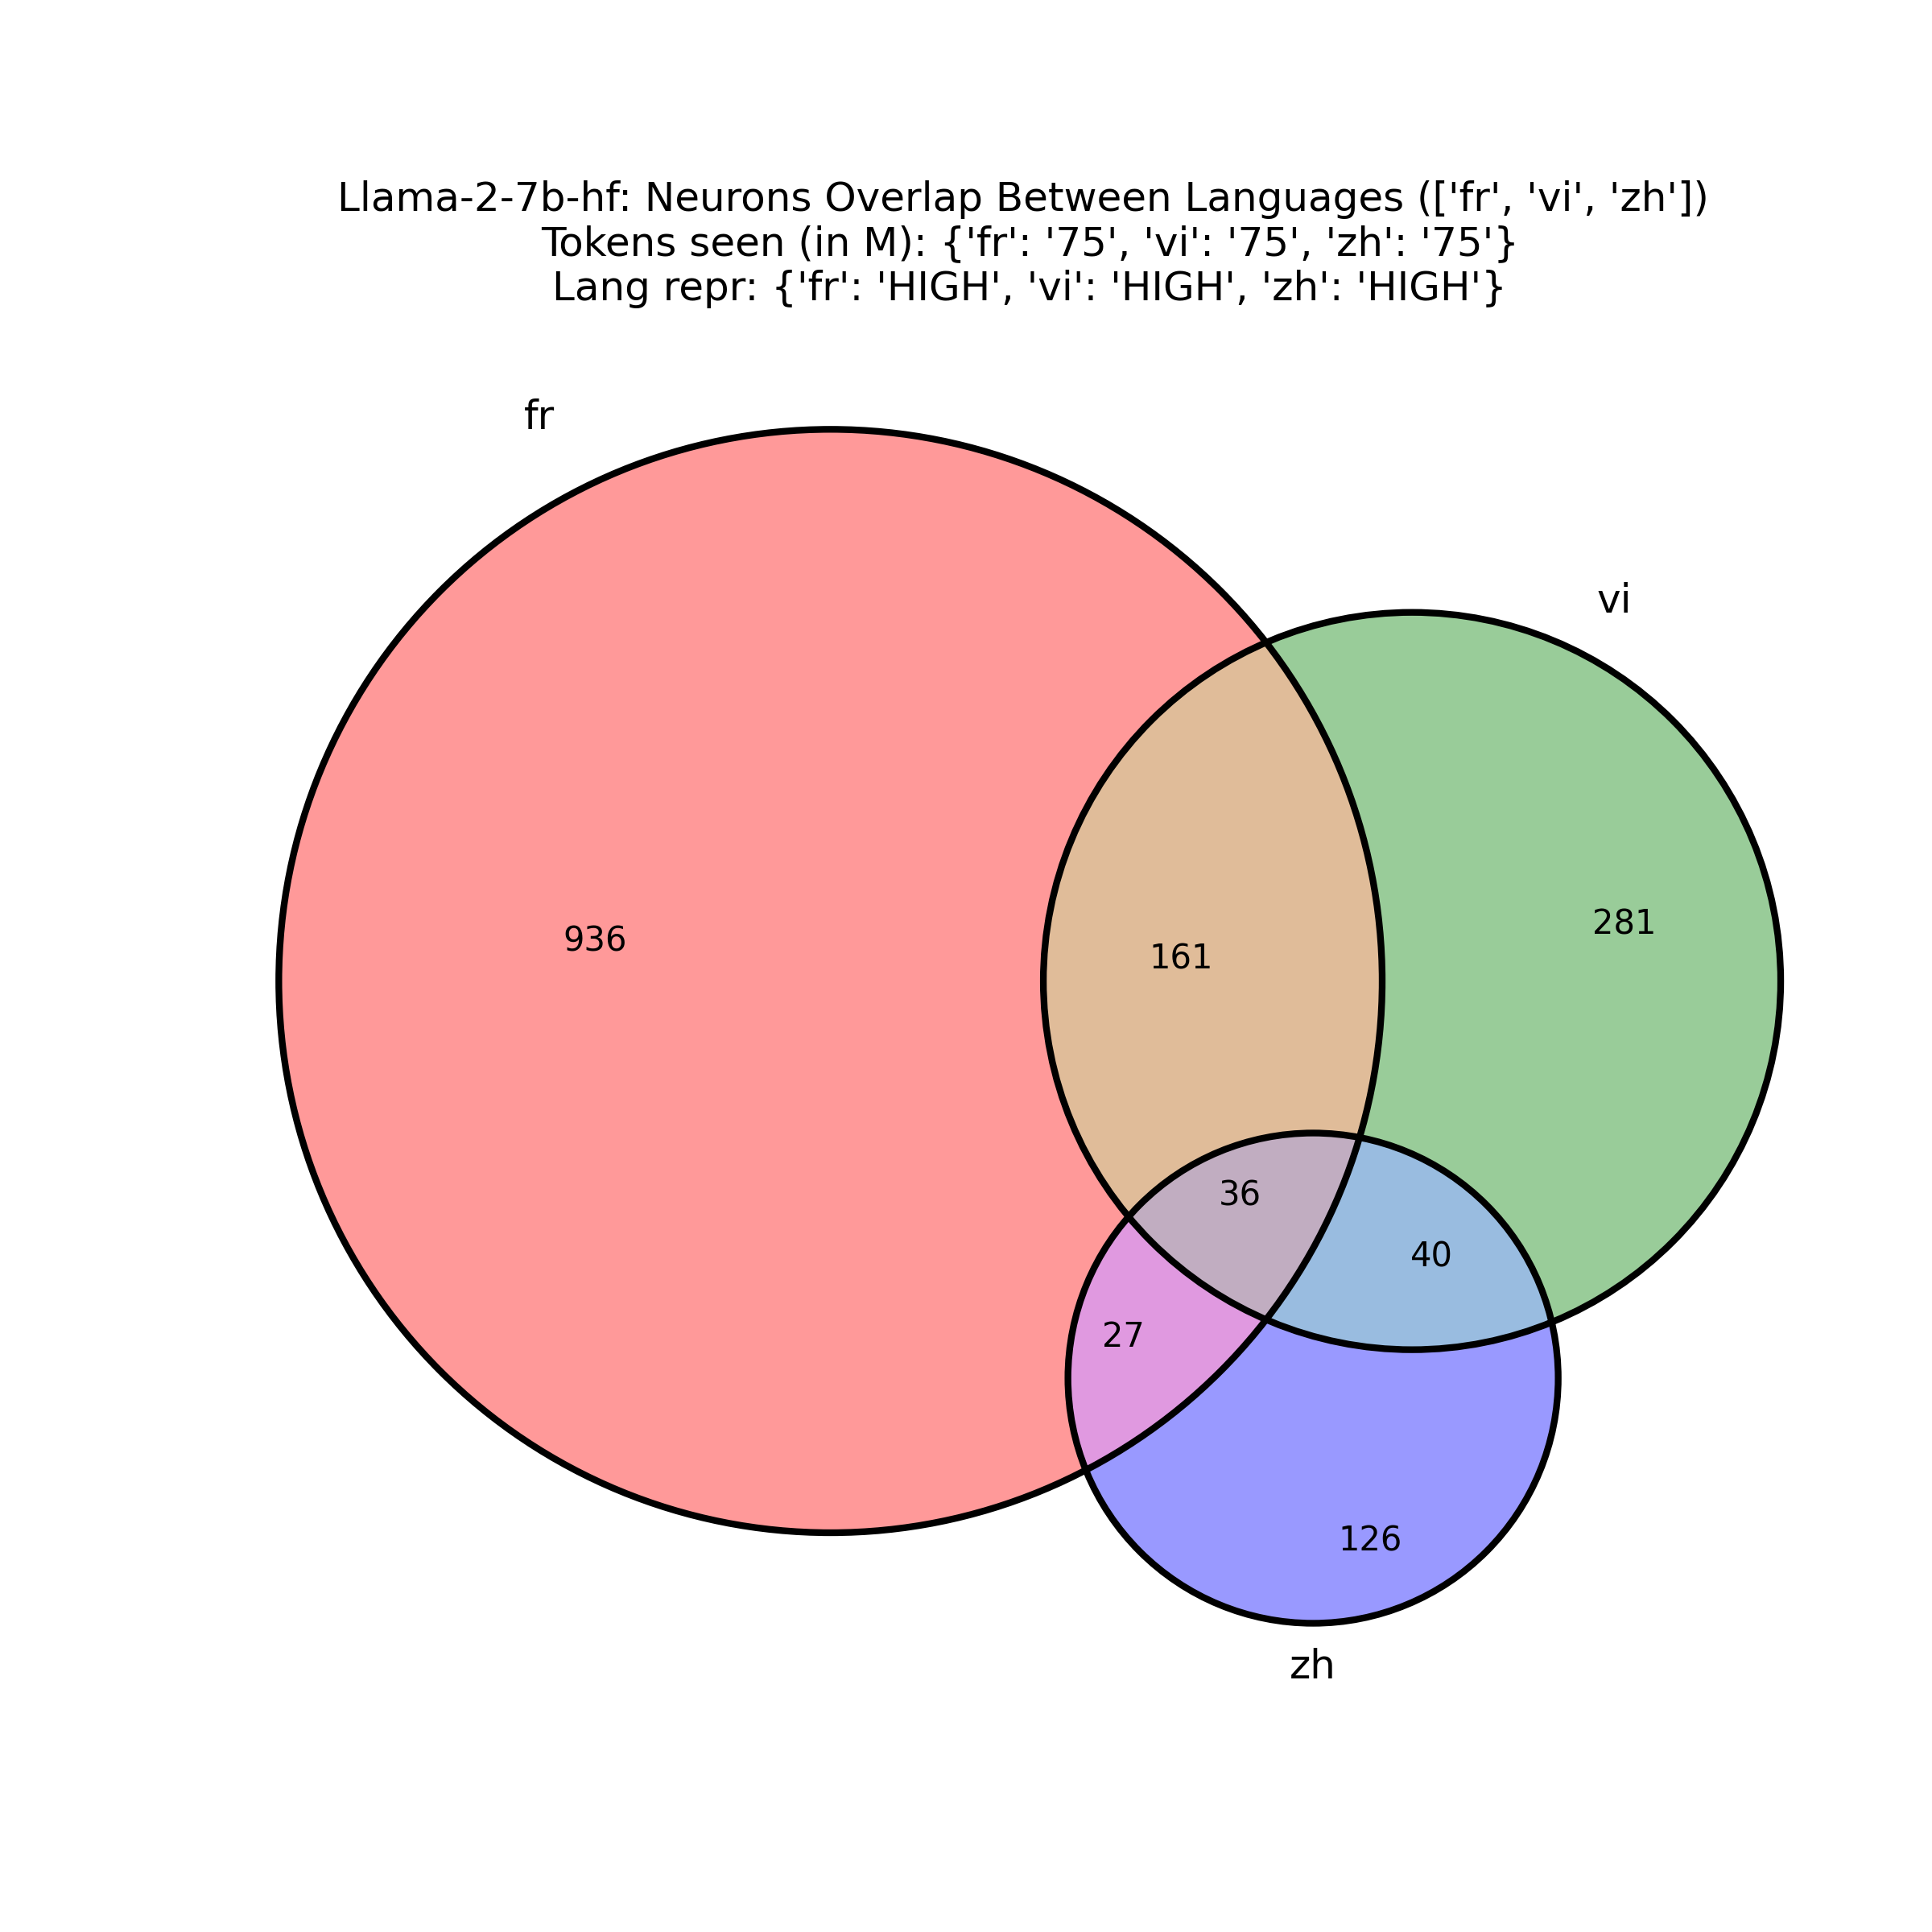 Llama-2-7b-hf: Neurons Overlap Between Languages (['fr', 'vi', 'zh'])
Tokens seen (in M): {'fr': '75', 'vi': '75', 'zh': '75'}
Lang repr: {'fr': 'HIGH', 'vi': 'HIGH', 'zh': 'HIGH'}
fr
vi
936
161
281
36
40
27
126
zh